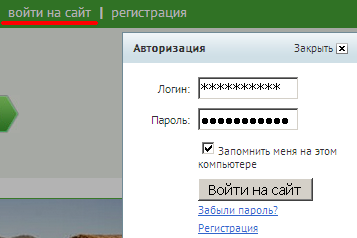 войти на сайт | регистрация
Авторизация Закрыть
Логин: **********
Пароль: ●●●●●●●●●●●
Запомнить меня на этом
компьютере
Войти на сайт
Забыли пароль?
Регистрация